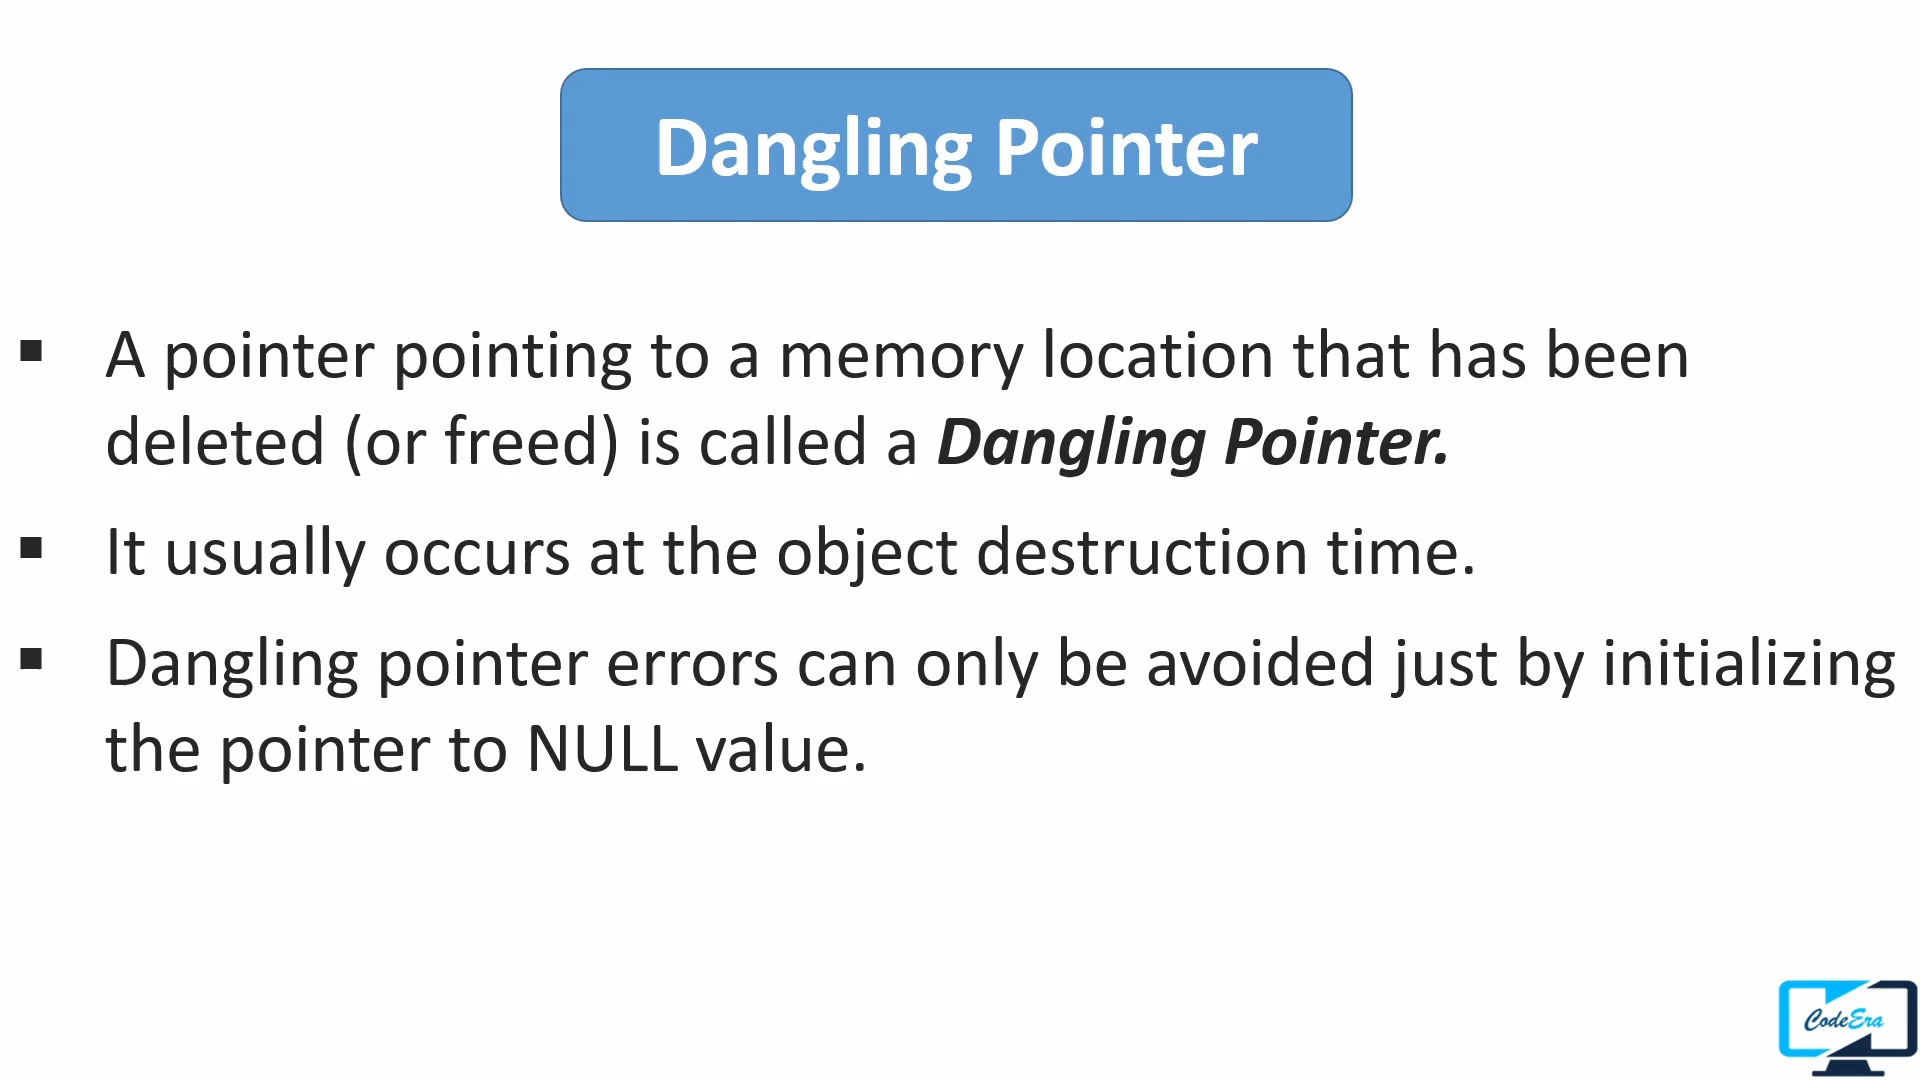 Dangling Pointer
▪ A pointer pointing to a memory location that has been
deleted (or freed) is called a Dangling Pointer.
▪ It usually occurs at the object destruction time.
▪ Dangling pointer errors can only be avoided just by initializing
the pointer to NULL value.
CodeEra